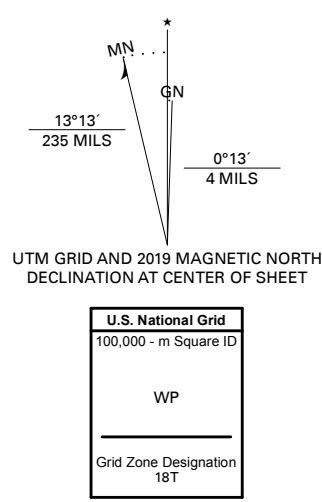 ★
MN
GN
13°13´
235 MILS
0°13´
4 MILS
UTM GRID AND 2019 MAGNETIC NORTH
DECLINATION AT CENTER OF SHEET
U.S. National Grid
100,000 - m Square ID
WP
Grid Zone Designation
18T